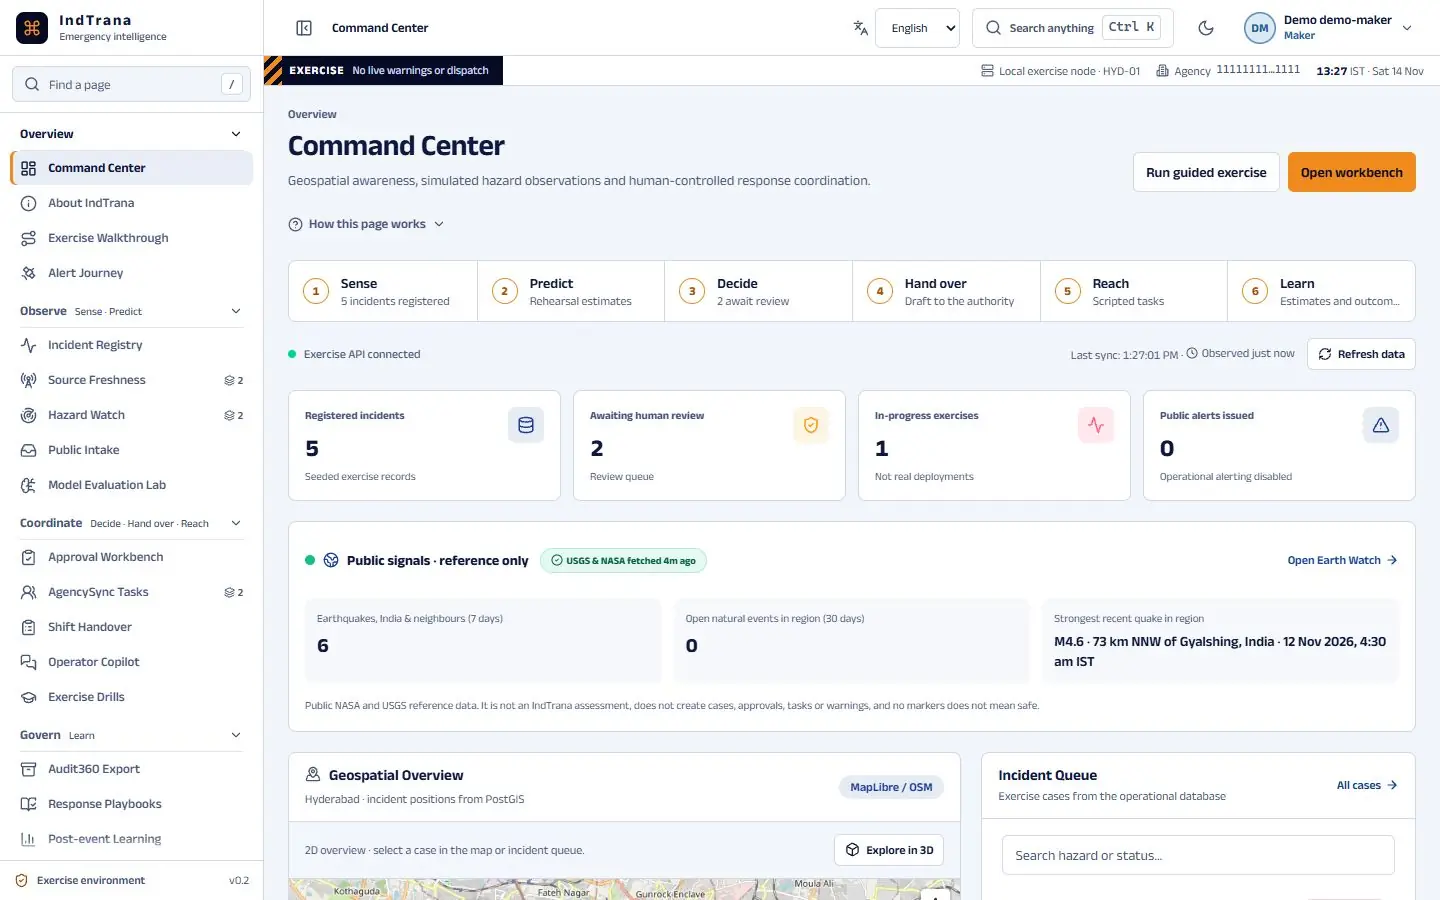 IndTrana
Emergency intelligence
Find a page
/
Overview
Command Center
About IndTrana
Exercise Walkthrough
Alert Journey
Observe Sense · Predict
Incident Registry
Source Freshness 2
Hazard Watch 2
Public Intake
Model Evaluation Lab
Coordinate Decide · Hand over · Reach
Approval Workbench
AgencySync Tasks 2
Shift Handover
Operator Copilot
Exercise Drills
Govern Learn
Audit360 Export
Response Playbooks
Post-event Learning
Exercise environment v0.2
Command Center
English
Search anything Ctrl K
DM
Demo demo-maker
Maker
EXERCISE No live warnings or dispatch
Local exercise node · HYD-01 Agency 11111111…1111 13:27 IST · Sat 14 Nov
Overview
Command Center
Geospatial awareness, simulated hazard observations and human-controlled response coordination.
Run guided exercise
Open workbench
How this page works
1 Sense
5 incidents registered
2 Predict
Rehearsal estimates
3 Decide
2 await review
4 Hand over
Draft to the authority
5 Reach
Scripted tasks
6 Learn
Estimates and outcom…
Exercise API connected
Last sync: 1:27:01 PM · Observed just now
Refresh data
Registered incidents
5
Seeded exercise records
Awaiting human review
2
Review queue
In-progress exercises
1
Not real deployments
Public alerts issued
0
Operational alerting disabled
Public signals · reference only
USGS & NASA fetched 4m ago
Open Earth Watch
Earthquakes, India & neighbours (7 days)
6
Open natural events in region (30 days)
0
Strongest recent quake in region
M4.6 · 73 km NNW of Gyalshing, India · 12 Nov 2026, 4:30
am IST
Public NASA and USGS reference data. It is not an IndTrana assessment, does not create cases, approvals, tasks or warnings, and no markers does not mean safe.
Geospatial Overview
Hyderabad · incident positions from PostGIS
MapLibre / OSM
2D overview · select a case in the map or incident queue.
Explore in 3D
Kothaguda
Fateh Nagar
Gunrock Enclave
Moula Ali
Incident Queue
Exercise cases from the operational database
All cases
Search hazard or status...